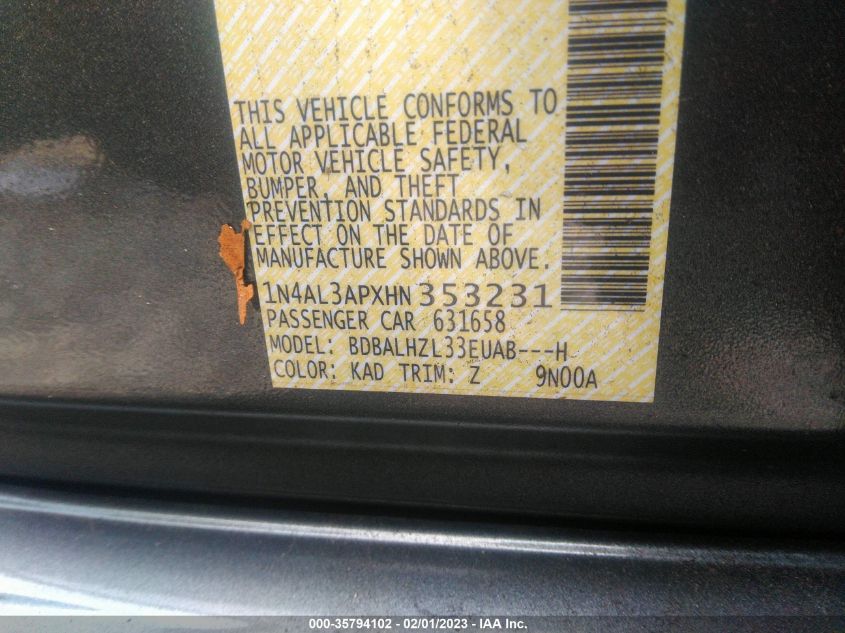 THIS VEHICLE CONFORMS TO
ALL APPLICABLE FEDERAL
MOTOR VEHICLE SAFETY,
BUMPER, AND THEFT
PREVENTION STANDARDS IN
EFFECT ON THE DATE OF
MANUFACTURE SHOWN ABOVE.
1N4AL3APXHN353231
PASSENGER CAR 631658
MODEL: BDBALHZL33EUAB---H
COLOR: KAD TRIM: Z 9N00A
000-35794102 - 02/01/2023 - IAA Inc.